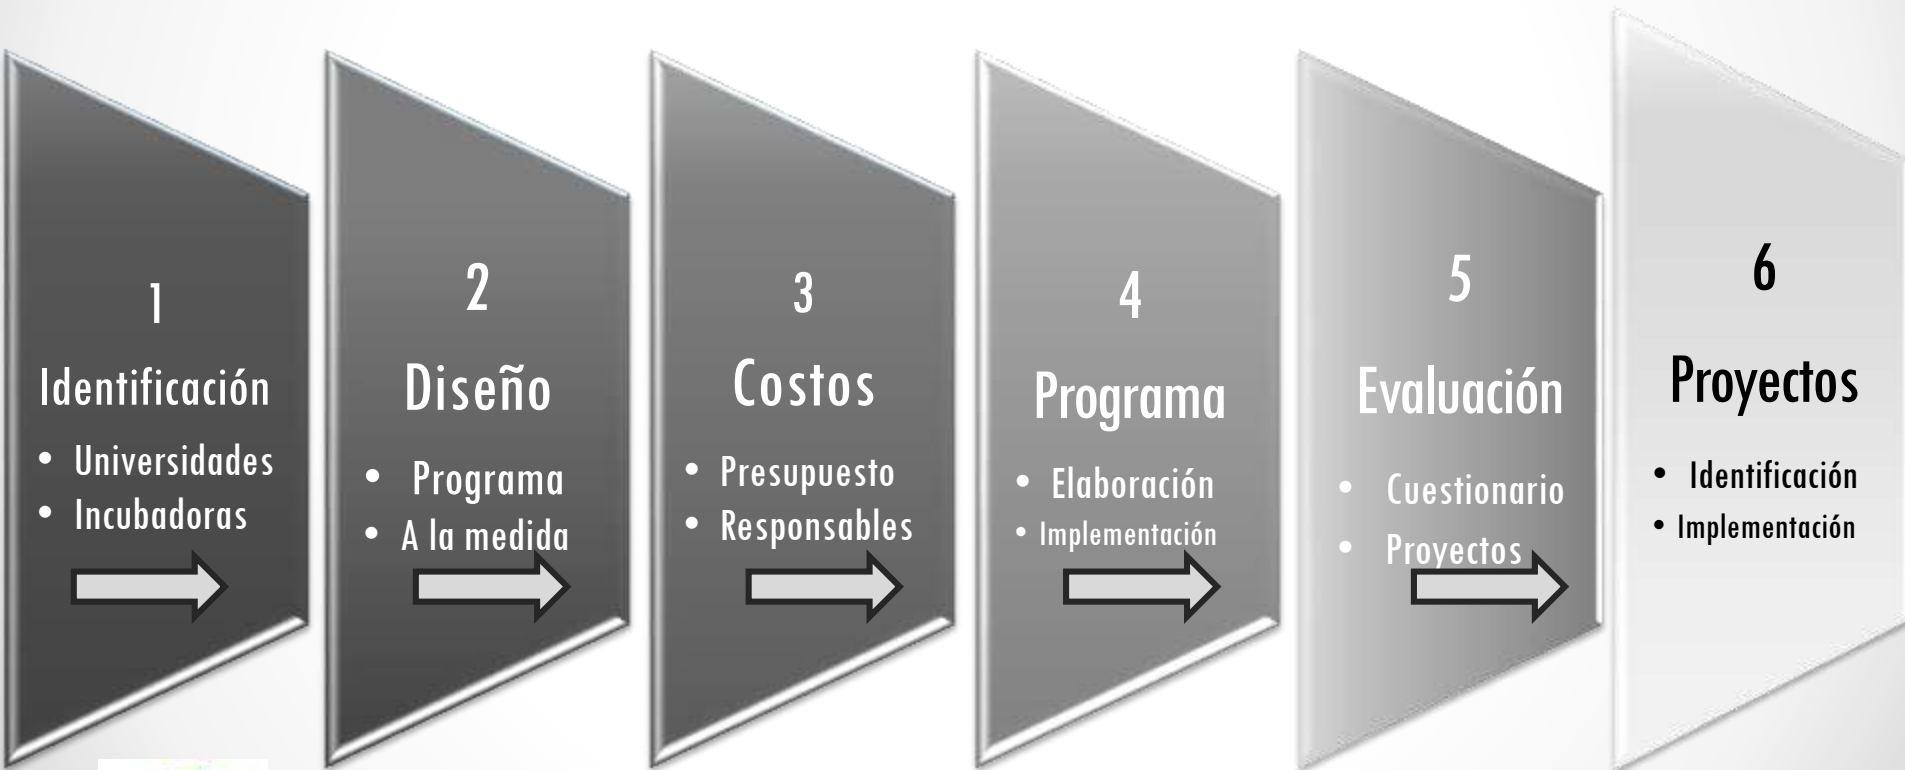 1
Identificación
• Universidades
• Incubadoras
2
Diseño
• Programa
• A la medida
3
Costos
• Presupuesto
• Responsables
4
Programa
• Elaboración
• Implementación
5
Evaluación
• Cuestionario
• Proyectos
6
Proyectos
• Identificación
• Implementación